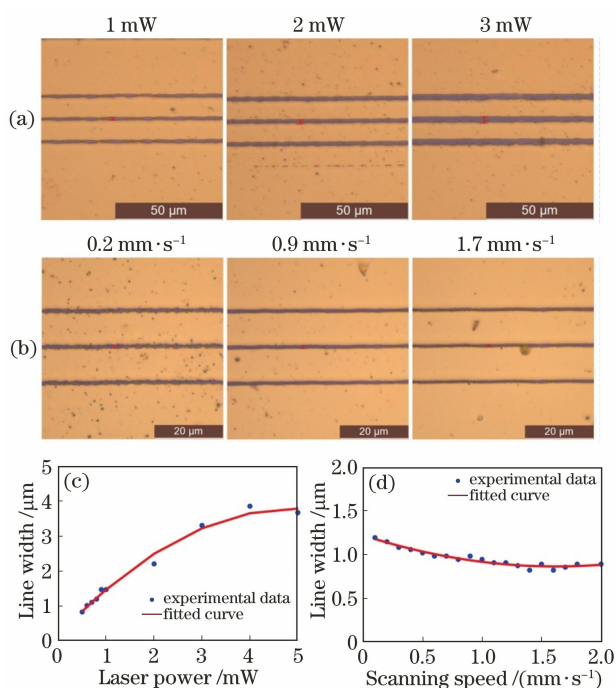 1 mW 2 mW 3 mW
(a)
50 μm 50 μm 50 μm
0.2 mm·s⁻¹ 0.9 mm·s⁻¹ 1.7 mm·s⁻¹
(b)
20 μm 20 μm 20 μm
(c)
Line width/μm
5
4
3
2
1
0
experimental data
fitted curve
0 1 2 3 4 5
Laser power /mW
(d)
Line width/μm
2.0
1.5
1.0
0.5
0
experimental data
fitted curve
0 0.5 1.0 1.5 2.0
Scanning speed /(mm·s⁻¹)